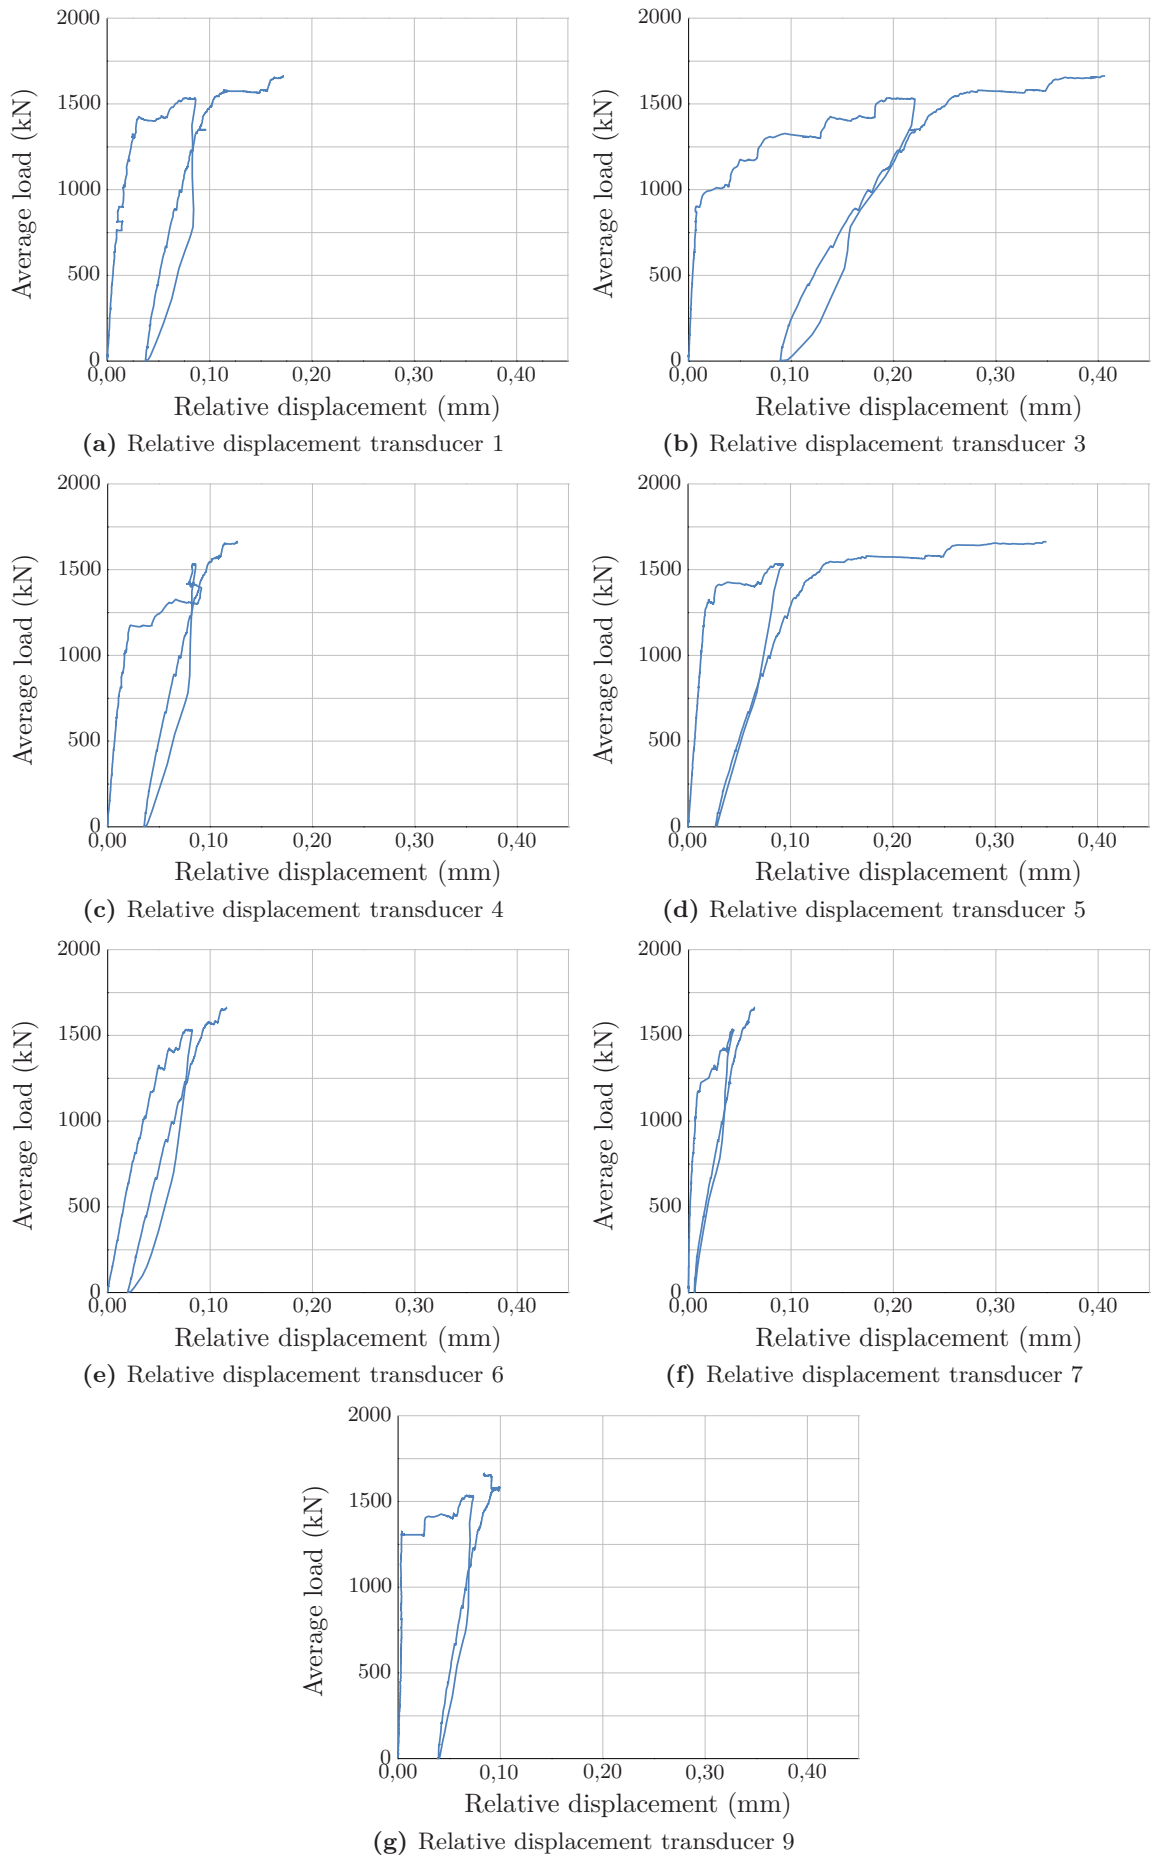 2000
1500
1000
500
0
Average load (kN)
0,00 0,10 0,20 0,30 0,40
Relative displacement (mm)
(a) Relative displacement transducer 1
2000
1500
1000
500
0
Average load (kN)
0,00 0,10 0,20 0,30 0,40
Relative displacement (mm)
(b) Relative displacement transducer 3
2000
1500
1000
500
0
Average load (kN)
0,00 0,10 0,20 0,30 0,40
Relative displacement (mm)
(c) Relative displacement transducer 4
2000
1500
1000
500
0
Average load (kN)
0,00 0,10 0,20 0,30 0,40
Relative displacement (mm)
(d) Relative displacement transducer 5
2000
1500
1000
500
0
Average load (kN)
0,00 0,10 0,20 0,30 0,40
Relative displacement (mm)
(e) Relative displacement transducer 6
2000
1500
1000
500
0
Average load (kN)
0,00 0,10 0,20 0,30 0,40
Relative displacement (mm)
(f) Relative displacement transducer 7
2000
1500
1000
500
0
Average load (kN)
0,00 0,10 0,20 0,30 0,40
Relative displacement (mm)
(g) Relative displacement transducer 9